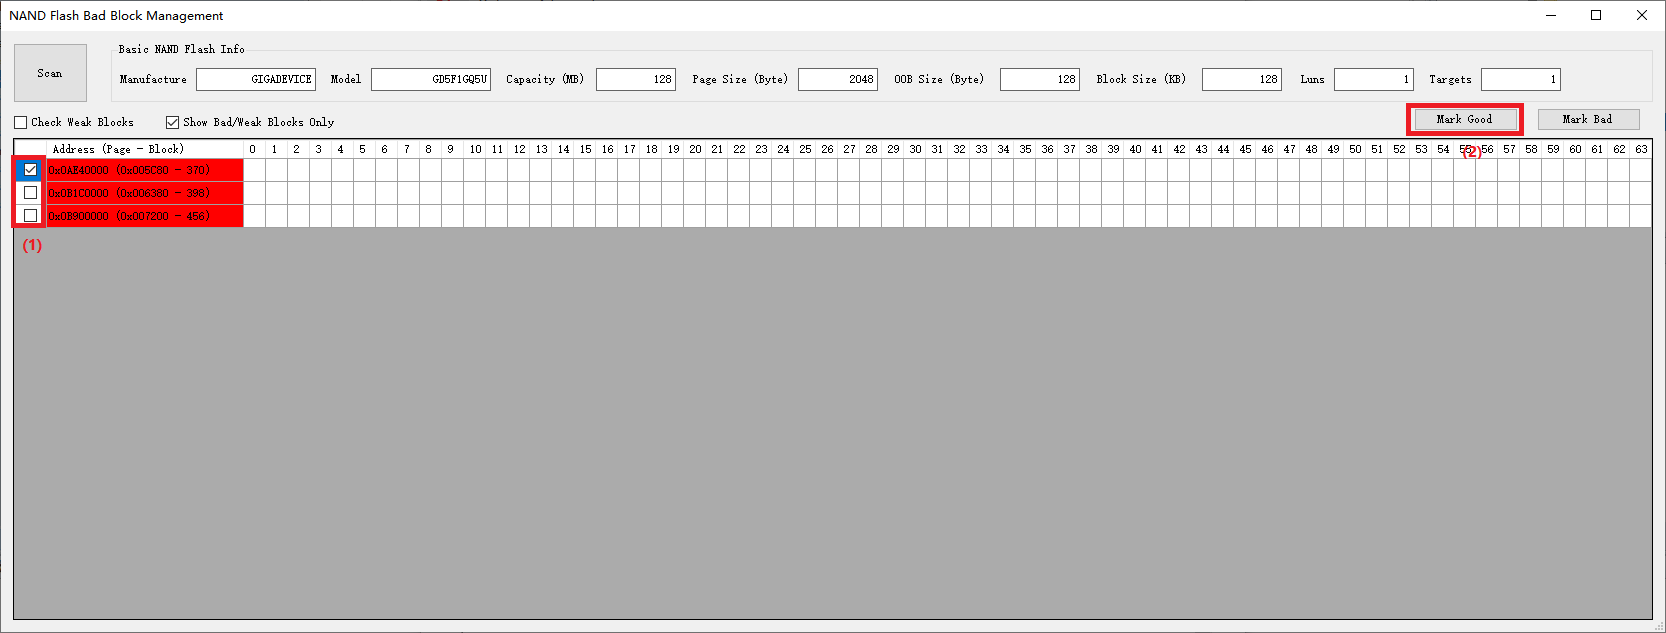 NAND Flash Bad Block Management
Scan
Basic NAND Flash Info
Manufacture GIGADEVICE Model GD5F1GQ5U Capacity (MB) 128 Page Size (Byte) 2048 OOB Size (Byte) 128 Block Size (KB) 128 Luns 1 Targets 1
Check Weak Blocks Show Bad/Weak Blocks Only Mark Good Mark Bad
Address (Page - Block) 0 1 2 3 4 5 6 7 8 9 10 11 12 13 14 15 16 17 18 19 20 21 22 23 24 25 26 27 28 29 30 31 32 33 34 35 36 37 38 39 40 41 42 43 44 45 46 47 48 49 50 51 52 53 54 55 56 57 58 59 60 61 62 63
(2)
0x0AE40000 (0x005C80 - 370)
0x0B1C0000 (0x006380 - 398)
0x0B900000 (0x007200 - 456)
(1)